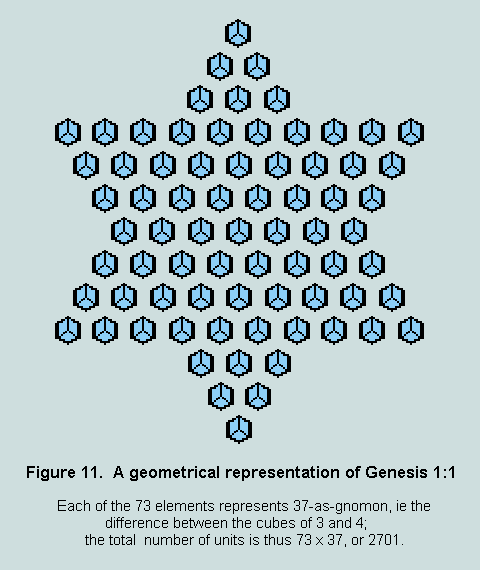 Figure 11.  A geometrical representation of Genesis 1:1
Each of the 73 elements represents 37-as-gnomon, ie the
difference between the cubes of 3 and 4;
the total  number of units is thus 73 x 37, or 2701.